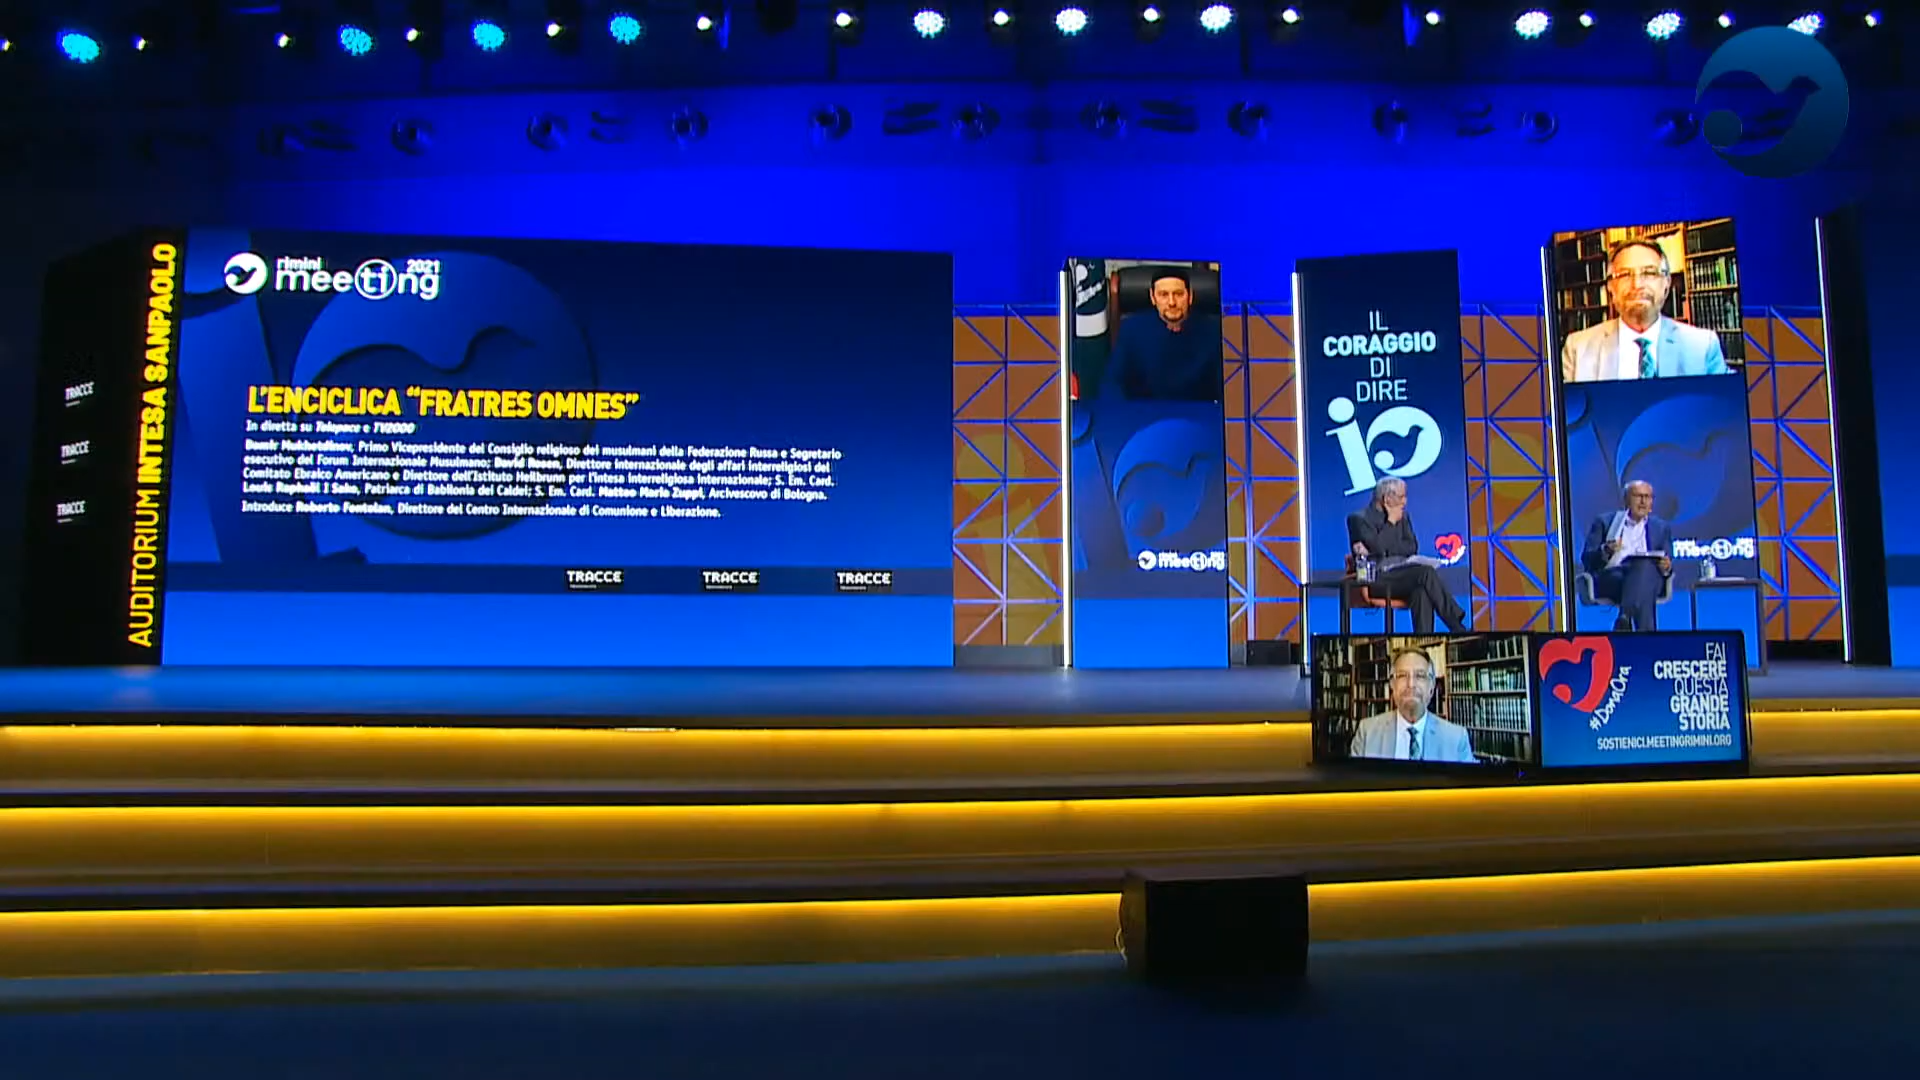 AUDITORIUM INTESA SANPAOLO
TRACCE
TRACCE
TRACCE
rimini
meeting
2021
L'ENCICLICA “FRATRES OMNES”
In diretta su Telepace e TV2000
Damir Mukhetdinov, Primo Vicepresidente del Consiglio religioso dei musulmani della Federazione Russa e Segretario
esecutivo del Forum Internazionale Musulmano; David Rosen, Direttore internazionale degli affari interreligiosi del
Comitato Ebraico Americano e Direttore dell'Istituto Heilbrunn per l'intesa interreligiosa internazionale; S. Em. Card.
Louis Raphaël I Sako, Patriarca di Babilonia dei Caldei; S. Em. Card. Matteo Maria Zuppi, Arcivescovo di Bologna.
Introduce Roberto Fontolan, Direttore del Centro Internazionale di Comunione e Liberazione.
TRACCE
TRACCE
TRACCE
meeting
IL
CORAGGIO
DI
DIRE
io
meeting
#DonaOra
FAI
CRESCERE
QUESTA
GRANDE
STORIA
SOSTIENICI.MEETINGRIMINI.ORG